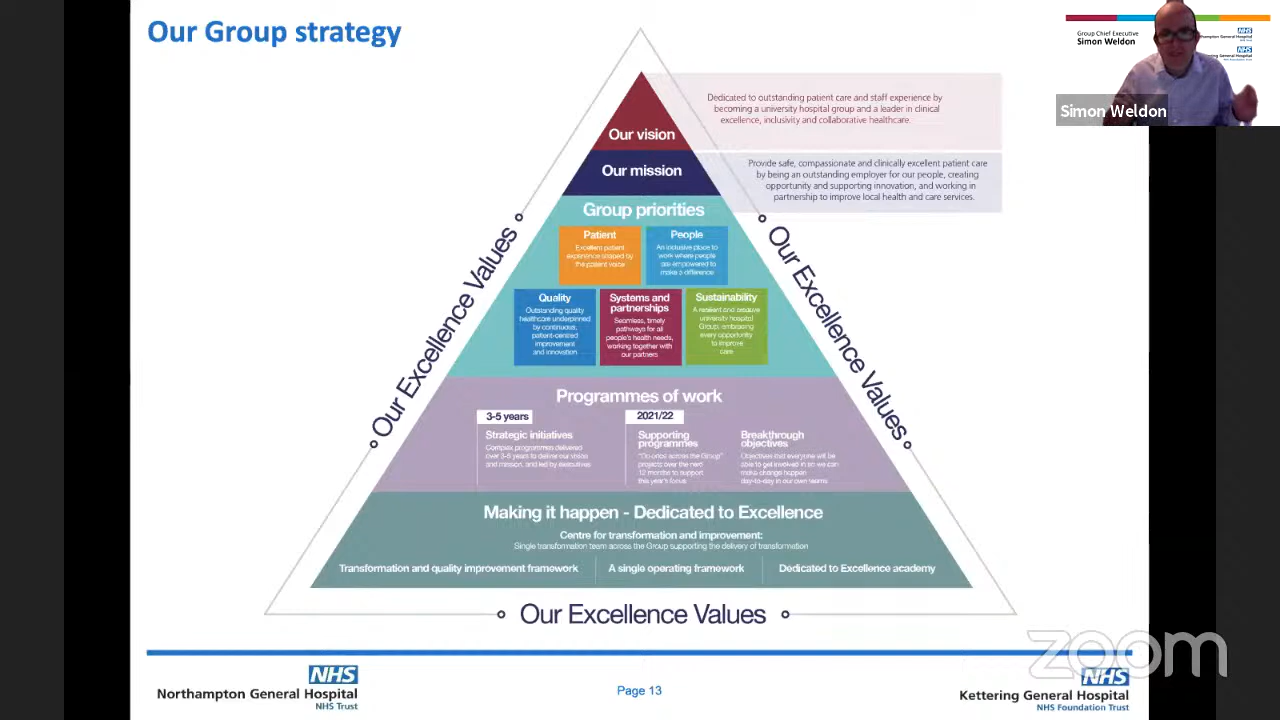 Our Group strategy
Group Chief Executive
Simon Weldon
NHS
Northampton General Hospital
NHS Trust
NHS
Kettering General Hospital
Simon Weldon
Our vision
Dedicated to outstanding patient care and staff experience by
becoming a university hospital group and a leader in clinical
excellence, inclusivity and collaborative healthcare.
Our mission
Provide safe, compassionate and clinically excellent patient care
by being an outstanding employer for our people, creating
opportunity and supporting innovation, and working in
partnership to improve local health and care services.
Our Excellence Values
Our Excellence Values
Group priorities
Patient
Excellent patient
experience shaped by
the patient voice
People
An inclusive place to
work where people
are empowered to
make a difference
Quality
Outstanding quality
healthcare underpinned
by continuous,
patient-centred
improvement
and innovation
Systems and
partnerships
Seamless, timely
pathways for all
people's health needs,
working together with
our partners
Sustainability
A resilient and creative
university hospital
Group, embracing
every opportunity
to improve
care
Programmes of work
3-5 years
Strategic initiatives
Complex programmes delivered
over 3-5 years to deliver our vision
and mission, and led by executives
2021/22
Supporting
programmes
"Do once across the Group"
projects over the next
12 months to support
this year's focus
Breakthrough
objectives
Objectives that everyone will be
able to get involved in so we can
make change happen
day-to-day in our own teams
Making it happen - Dedicated to Excellence
Centre for transformation and improvement:
Single transformation team across the Group supporting the delivery of transformation
Transformation and quality improvement framework
A single operating framework
Dedicated to Excellence academy
Our Excellence Values
zoom
NHS
Northampton General Hospital
NHS Trust
Page 13
NHS
Kettering General Hospital
NHS Foundation Trust